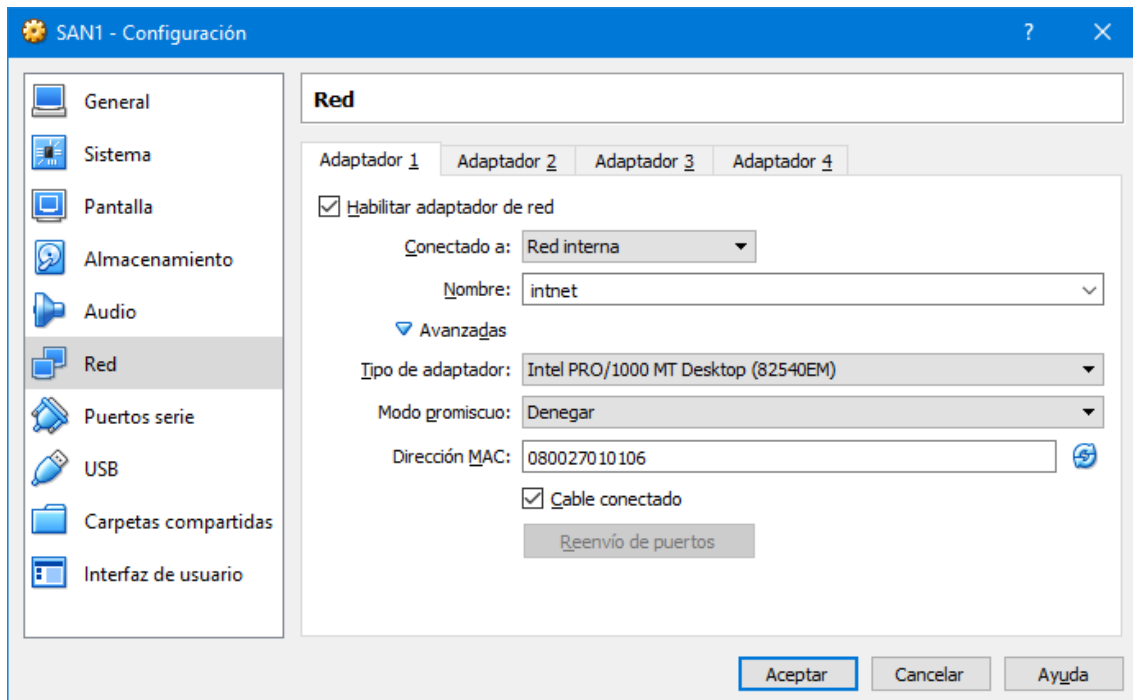 SAN1 - Configuración
?
General
Sistema
Pantalla
Almacenamiento
Audio
Red
Puertos serie
USB
Carpetas compartidas
Interfaz de usuario
Red
Adaptador 1 Adaptador 2 Adaptador 3 Adaptador 4
Habilitar adaptador de red
Conectado a: Red interna
Nombre: intnet
Avanzadas
Tipo de adaptador: Intel PRO/1000 MT Desktop (82540EM)
Modo promiscuo: Denegar
Dirección MAC: 080027010106
Cable conectado
Reenvío de puertos
Aceptar Cancelar Ayuda